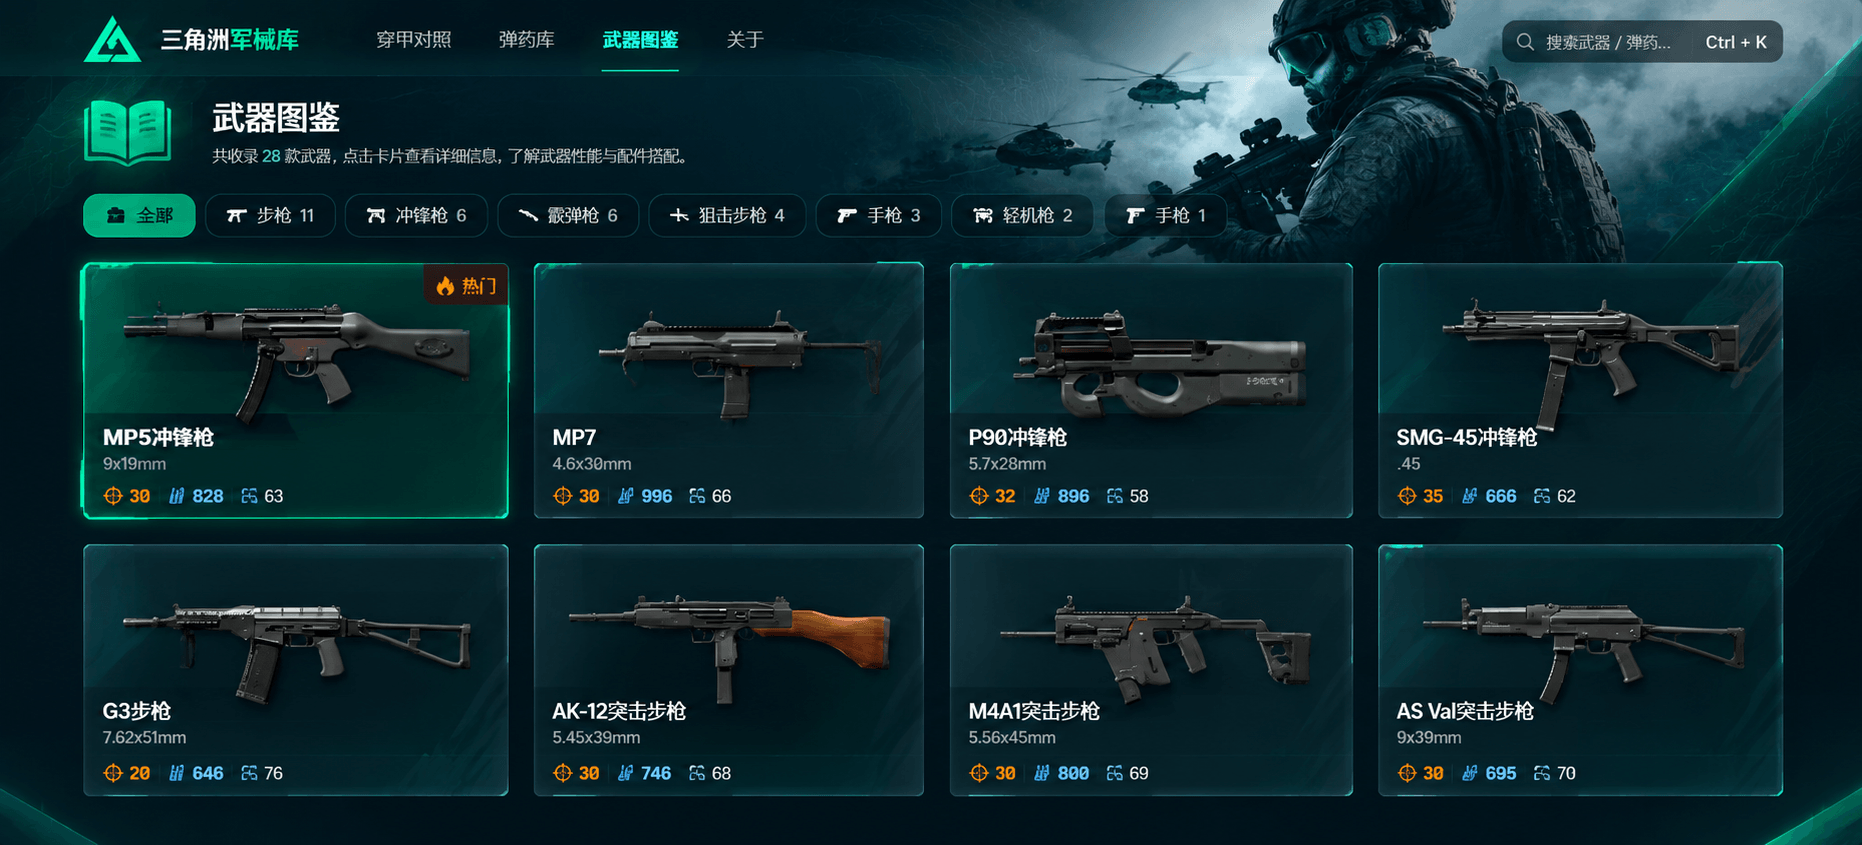 三角洲军械库
穿甲对照
弹药库
武器图鉴
关于
搜索武器 / 弹药...
Ctrl + K
武器图鉴
共收录 28 款武器，点击卡片查看详细信息，了解武器性能与配件搭配。
全部
步枪 11
冲锋枪 6
霰弹枪 6
狙击步枪 4
手枪 3
轻机枪 2
手枪 1
热门
MP5冲锋枪
9x19mm
30 828 63
MP7
4.6x30mm
30 996 66
P90冲锋枪
5.7x28mm
32 896 58
SMG-45冲锋枪
.45
35 666 62
G3步枪
7.62x51mm
20 646 76
AK-12突击步枪
5.45x39mm
30 746 68
M4A1突击步枪
5.56x45mm
30 800 69
AS Val突击步枪
9x39mm
30 695 70